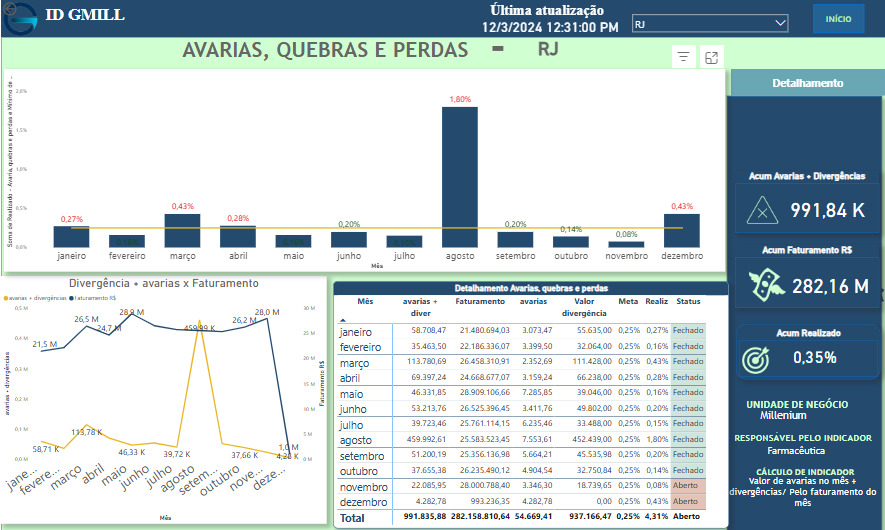 ID GMILL
Última atualização
12/3/2024 12:31:00 PM
RJ
INÍCIO
AVARIAS, QUEBRAS E PERDAS - RJ
Soma de Realizado - Avaria, quebras e perdas e Mínimo de ...
2,0%
1,5%
1,0%
0,5%
0,0%
0,27%
0,43%
0,28%
0,20%
1,80%
0,20%
0,14%
0,08%
0,43%
janeiro fevereiro março abril maio junho julho agosto setembro outubro novembro dezembro
Mês
Detalhamento
Acum Avarias + Divergências
991,84 K
Acum Faturamento R$
282,16 M
Acum Realizado
0,35%
UNIDADE DE NEGÓCIO
Millenium
RESPONSÁVEL PELO INDICADOR
Farmacêutica
CÁLCULO DE INDICADOR
Valor de avarias no mês +
divergências/ Pelo faturamento do
mês
Divergência + avarias x Faturamento
avarias + divergências Faturamento R$
avarias + divergências
0,5 M
0,4 M
0,3 M
0,2 M
0,1 M
0,0 M
21,5 M
26,5 M
24,7 M
28,9 M
459,99 K
26,2 M
28,0 M
1,0 M
58,71 K
113,78 K
46,33 K
39,72 K
37,66 K
4,28 K
30 M
25 M
20 M
15 M
10 M
5 M
0 M
Faturamento R$
jane... fevere... março abril maio junho julho agosto setem... outubro nove... deze...
Mês
Detalhamento Avarias, quebras e perdas
Mês avarias + diver Faturamento avarias Valor divergência Meta Realiz Status
janeiro 58.708,47 21.480.694,03 3.073,47 55.635,00 0,25% 0,27% Fechado
fevereiro 35.463,50 22.186.337,07 3.399,50 32.064,00 0,25% 0,16% Fechado
março 113.780,69 26.458.310,91 2.352,69 111.428,00 0,25% 0,43% Fechado
abril 69.397,24 24.668.677,07 3.159,24 66.238,00 0,25% 0,28% Fechado
maio 46.331,85 28.909.106,66 7.285,85 39.046,00 0,25% 0,16% Fechado
junho 53.213,76 26.525.396,45 3.411,76 49.802,00 0,25% 0,20% Fechado
julho 39.723,46 25.761.114,15 6.235,46 33.488,00 0,25% 0,15% Fechado
agosto 459.992,61 25.583.523,45 7.553,61 452.439,00 0,25% 1,80% Fechado
setembro 51.200,19 25.356.136,98 5.664,21 45.535,98 0,25% 0,20% Fechado
outubro 37.655,38 26.235.490,12 4.904,54 32.750,84 0,25% 0,14% Fechado
novembro 22.085,95 28.000.788,40 3.346,30 18.739,65 0,25% 0,08% Aberto
dezembro 4.282,78 993.236,35 4.282,78 0,00 0,25% 0,43% Aberto
Total 991.835,88 282.158.810,64 54.669,41 937.166,47 0,25% 4,31% Aberto